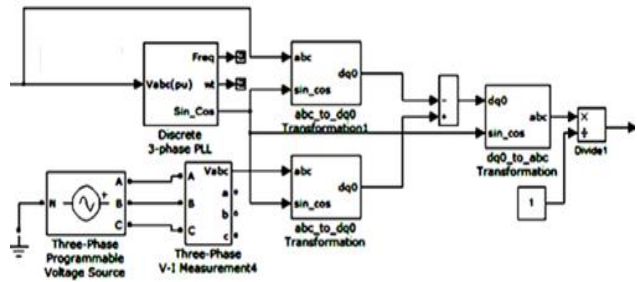 Freq
Vabc(pu) wt
Sin_Cos
Discrete
3-phase PLL
abc
dq0
sin_cos
abc_to_dq0
Transformation1
-
+
dq0
abc
sin_cos
dq0_to_abc
Transformation
×
÷
Divide1
1
N
A
B
C
Three-Phase
Programmable
Voltage Source
A
B
C
Vabc
a
b
c
Three-Phase
V-I Measurement4
abc
dq0
sin_cos
abc_to_dq0
Transformation